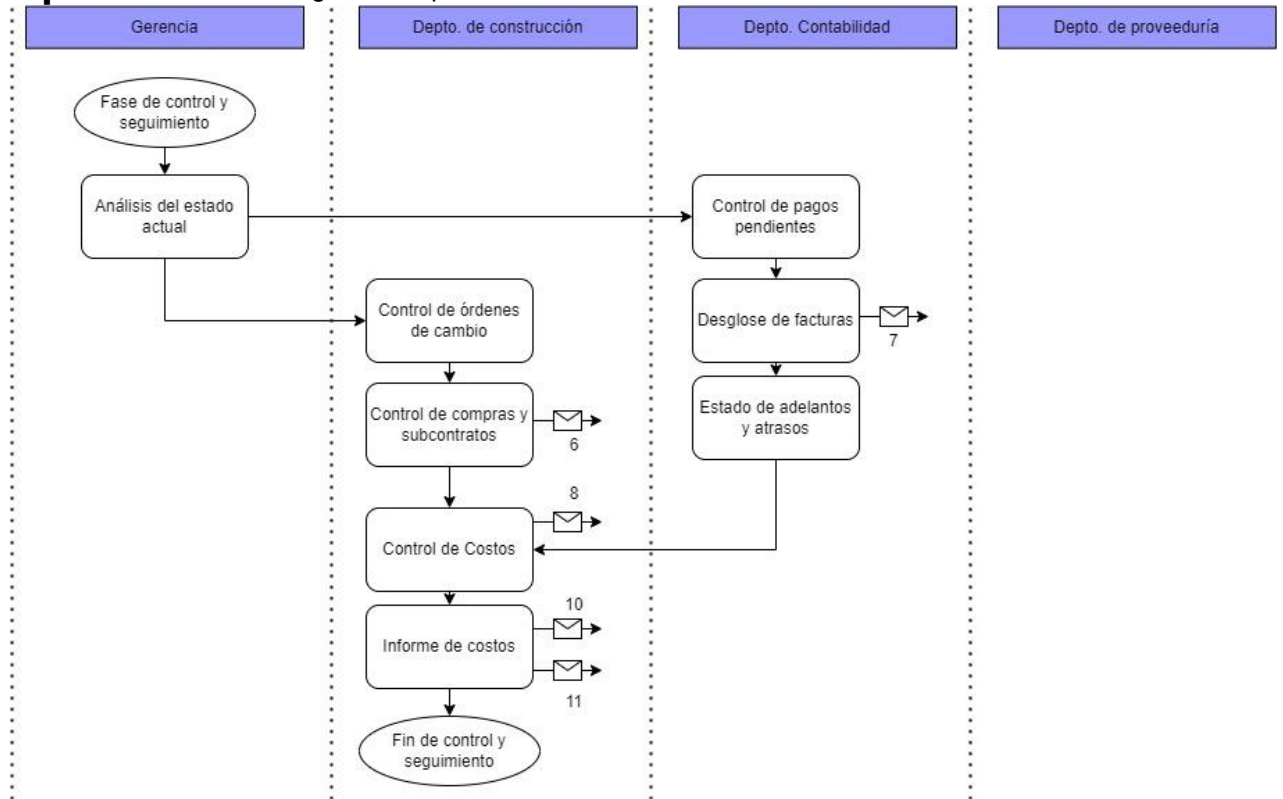 Gerencia
Depto. de construcción
Depto. Contabilidad
Depto. de proveeduría
Fase de control y
seguimiento
Análisis del estado
actual
Control de pagos
pendientes
Control de órdenes
de cambio
Desglose de facturas
7
Control de compras y
subcontratos
6
Estado de adelantos
y atrasos
8
Control de Costos
10
Informe de costos
11
Fin de control y
seguimiento